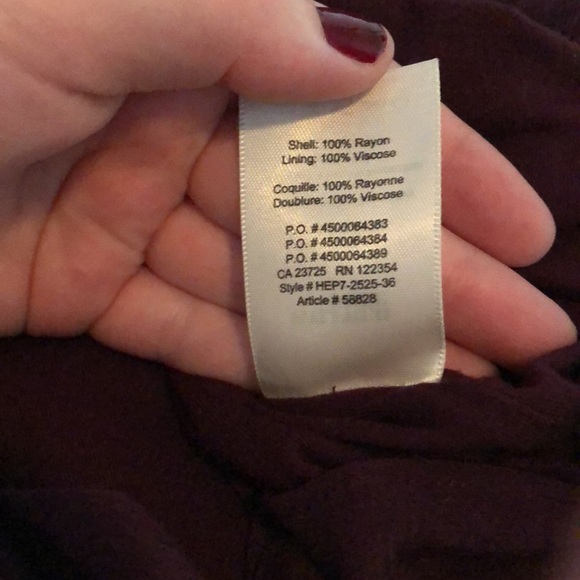 Shell: 100% Rayon
Lining: 100% Viscose
Coquille: 100% Rayonne
Doublure: 100% Viscose
P.O. # 4500064383
P.O. # 4500064384
P.O. # 4500064389
CA 23725 RN 122354
Style # HEP7-2525-36
Article # 58828